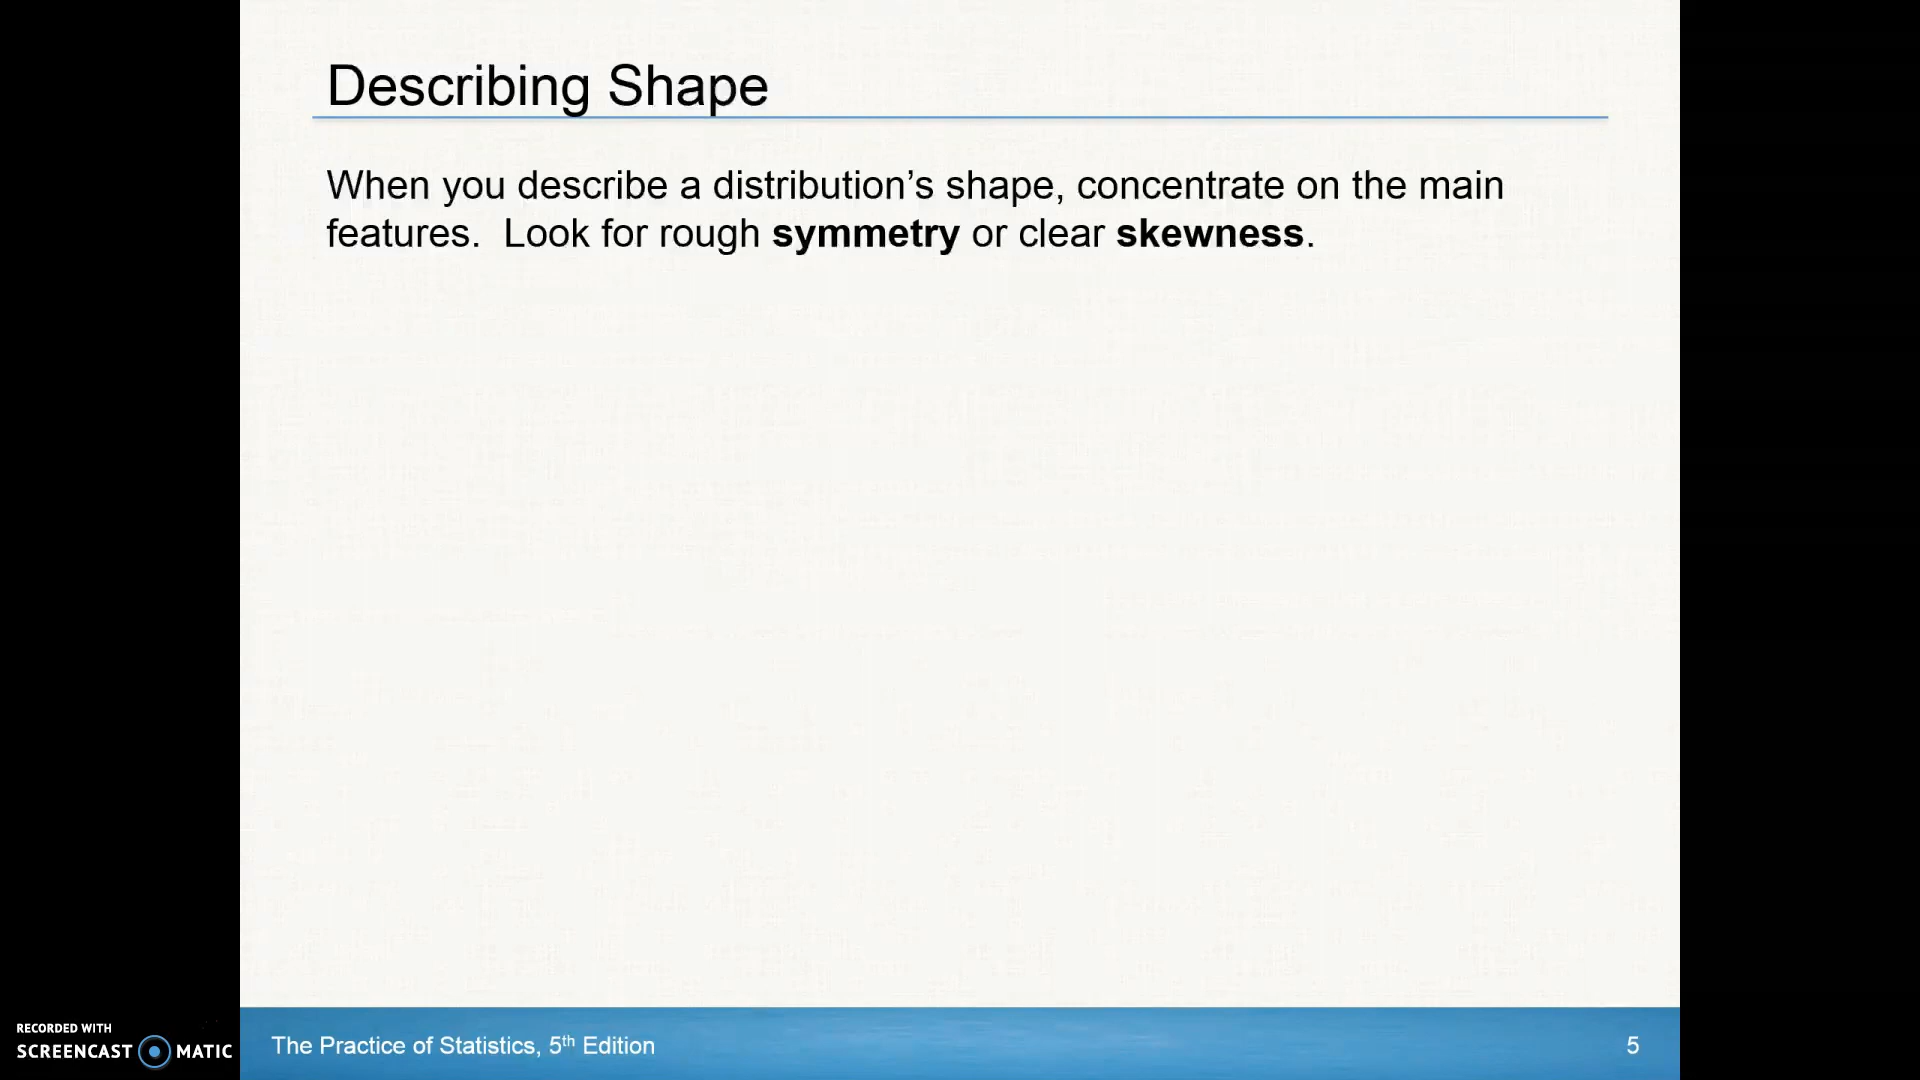 Describing Shape
When you describe a distribution’s shape, concentrate on the main
features.  Look for rough symmetry or clear skewness.
RECORDED WITH
SCREENCAST MATIC
The Practice of Statistics, 5th Edition
5